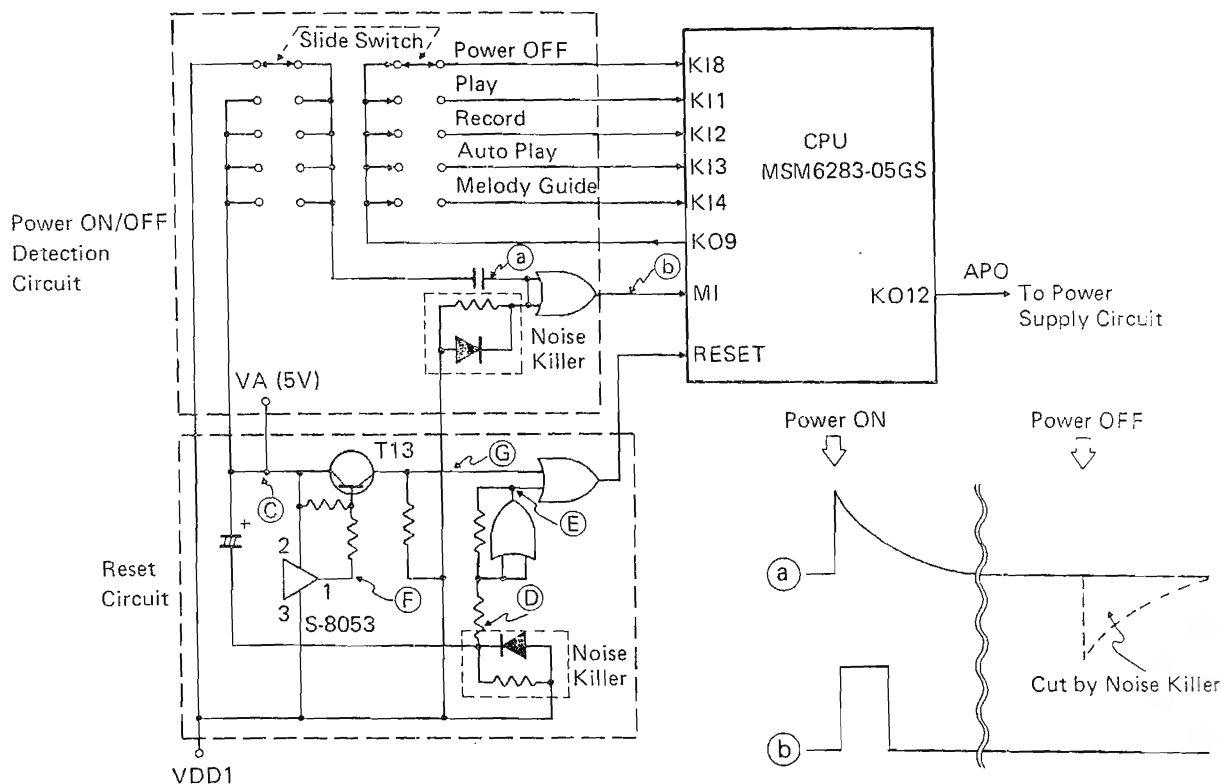 Slide Switch
Power OFF
Play
Record
Auto Play
Melody Guide
KI8
KI1
KI2
KI3
KI4
KO9
MI
RESET
CPU
MSM6283-05GS
KO12
APO
To Power
Supply Circuit
Power ON/OFF
Detection
Circuit
a
b
Noise
Killer
VA (5V)
T13
G
C
E
+
2
1
3
F
D
S-8053
Reset
Circuit
Noise
Killer
VDD1
Power ON
Power OFF
a
Cut by Noise Killer
b